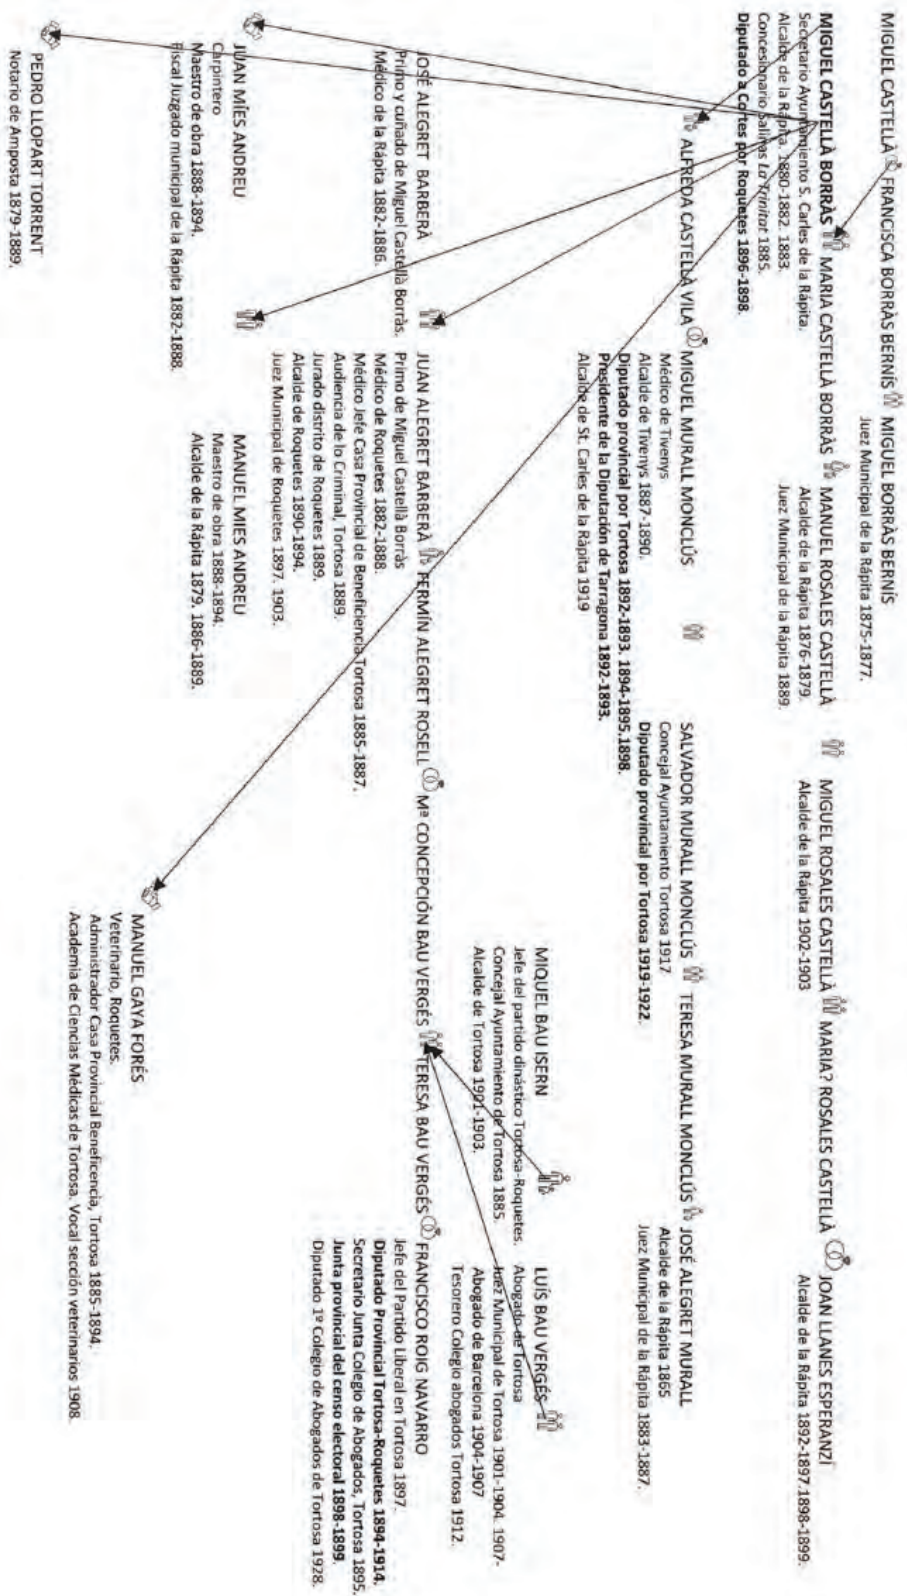 MIGUEL CASTELLÀ FRANCISCA BORRÀS BERNÍS MIGUEL BORRÀS BERNÍS
Juez Municipal de la Rápita 1875-1877.
MIGUEL CASTELLÀ BORRÀS MARIA CASTELLÀ BORRÀS MANUEL ROSALES CASTELLÀ MIGUEL ROSALES CASTELLÀ MARIA? ROSALES CASTELLÀ JOAN LLANES ESPERANZÍ
Secretario Ayuntamiento S. Carles de la Rápita.
Alcalde de la Rápita. 1880-1882. 1883.
Concesionario Salinas La Trinitat 1885.
Diputado a Cortes por Roquetes 1896-1898.
Alcalde de la Rápita 1876-1879.
Juez Municipal de la Rápita 1889.
Alcalde de la Rápita 1902-1903
Alcalde de la Rápita 1892-1897.1898-1899.
ALFREDA CASTELLÀ VILA MIGUEL MURALL MONCLÚS SALVADOR MURALL MONCLÚS TERESA MURALL MONCLÚS JOSÉ ALEGRET MURALL
Médico de Tivenys
Alcalde de Tivenys 1887-1890.
Diputado provincial por Tortosa 1892-1893. 1894-1895.1898.
Presidente de la Diputación de Tarragona 1892-1893.
Alcalde de St. Carles de la Ràpita 1919
Concejal Ayuntamiento Tortosa 1917
Diputado provincial por Tortosa 1919-1922.
Alcalde de la Rápita 1865
Juez Municipal de la Rápita 1883-1887.
MIQUEL BAU ISERN
Jefe del partido dinástico Tortosa-Roquetes.
Concejal Ayuntamiento de Tortosa 1885
Alcalde de Tortosa 1901-1903.
LUÍS BAU VERGÉS
Abogado de Tortosa
Juez Municipal de Tortosa 1901-1904. 1907-
Abogado de Barcelona 1904-1907
Tesorero Colegio abogados Tortosa 1912.
JOSÉ ALEGRET BARBERÀ JUAN ALEGRET BARBERÀ FERMÍN ALEGRET ROSELL Mª CONCEPCIÓN BAU VERGÉS TERESA BAU VERGÉS FRANCISCO ROIG NAVARRO
Primo y cuñado de Miguel Castellà Borràs.
Médico de la Rápita 1882-1886.
Primo de Miguel Castellà Borràs
Médico de Roquetes 1882-1888.
Médico Jefe Casa Provincial de Beneficiencia Tortosa 1885-1887.
Audiencia de lo Criminal, Tortosa 1889.
Jurado distrito de Roquetes 1889.
Alcalde de Roquetes 1890-1894.
Juez Municipal de Roquetes 1897. 1903.
Jefe del Partido Liberal en Tortosa 1897.
Diputado Provincial Tortosa-Roquetes 1894-1914.
Secretario Junta Colegio de Abogados, Tortosa 1895.
Junta provincial del censo electoral 1898-1899.
Diputado 1º Colegio de Abogados de Tortosa 1928.
JUAN MÍES ANDREU
Carpintero
Maestro de obra 1888-1894.
Fiscal Juzgado municipal de la Rapita 1882-1888.
MANUEL MIES ANDREU
Maestro de obra 1888-1894.
Alcalde de la Rápita 1879. 1886-1889.
MANUEL GAYA FORÉS
Veterinario, Roquetes.
Administrador Casa Provincial Beneficencia, Tortosa 1885-1894.
Academia de Ciencias Médicas de Tortosa. Vocal sección veterinarios 1908.
PEDRO LLOPART TORRENT
Notario de Amposta 1879-1889.